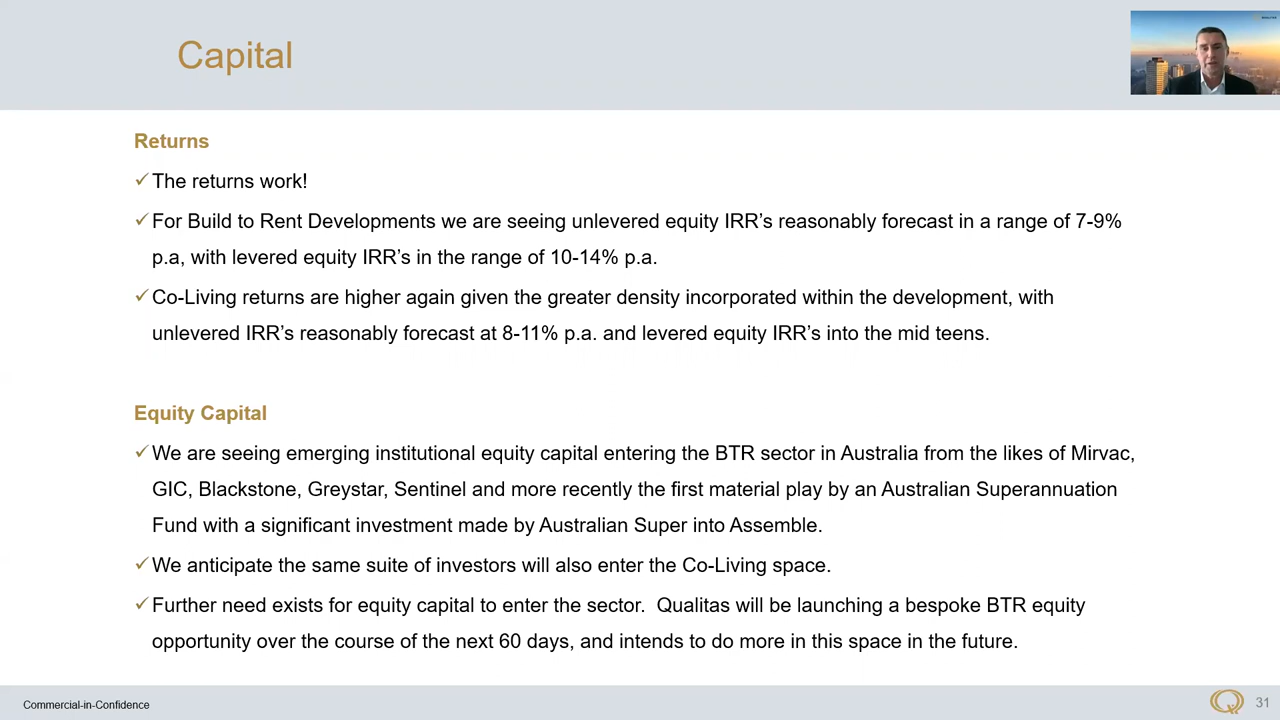 Capital
Returns
✓ The returns work!
✓ For Build to Rent Developments we are seeing unlevered equity IRR’s reasonably forecast in a range of 7-9%
p.a, with levered equity IRR’s in the range of 10-14% p.a.
✓ Co-Living returns are higher again given the greater density incorporated within the development, with
unlevered IRR’s reasonably forecast at 8-11% p.a. and levered equity IRR’s into the mid teens.
Equity Capital
✓ We are seeing emerging institutional equity capital entering the BTR sector in Australia from the likes of Mirvac,
GIC, Blackstone, Greystar, Sentinel and more recently the first material play by an Australian Superannuation
Fund with a significant investment made by Australian Super into Assemble.
✓ We anticipate the same suite of investors will also enter the Co-Living space.
✓ Further need exists for equity capital to enter the sector.  Qualitas will be launching a bespoke BTR equity
opportunity over the course of the next 60 days, and intends to do more in this space in the future.
Commercial-in-Confidence
31